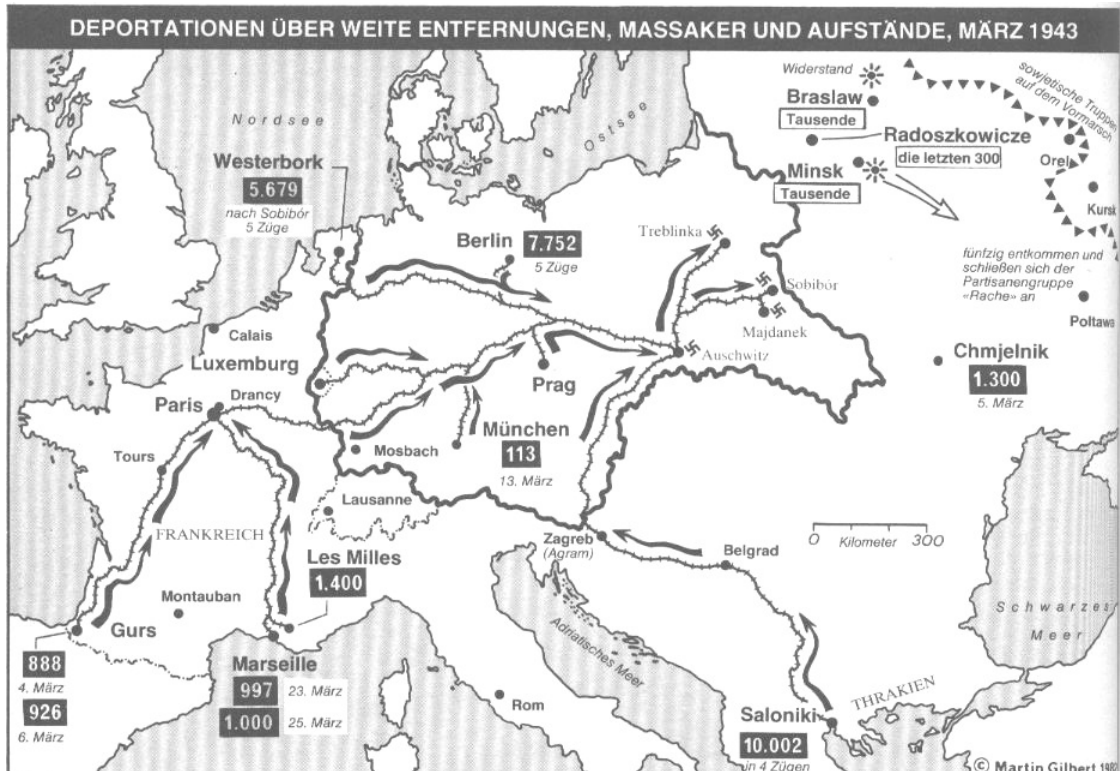 DEPORTATIONEN ÜBER WEITE ENTFERNUNGEN, MASSAKER UND AUFSTÄNDE, MÄRZ 1943
Nordsee
Ostsee
Widerstand
Braslaw
Tausende
sowjetische Truppen
auf dem Vormarsch
Radoszkowicze
die letzten 300
Orel
Minsk
Tausende
Kursk
Westerbork
5.679
nach Sobibór
5 Züge
Berlin
7.752
5 Züge
Treblinka
Sobibór
Majdanek
fünfzig entkommen und
schließen sich der
Partisanengruppe
«Rache» an
Poltawa
Calais
Luxemburg
Auschwitz
Prag
Chmjelnik
1.300
5. März
Paris
Drancy
Mosbach
München
113
13. März
Tours
Lausanne
FRANKREICH
Zagreb
(Agram)
Belgrad
0 Kilometer 300
Les Milles
1.400
Montauban
Gurs
888
4. März
926
6. März
Marseille
997
23. März
1.000
25. März
Rom
Adriatisches Meer
Schwarzes
Meer
THRAKIEN
Saloniki
10.002
in 4 Zügen
© Martin Gilbert